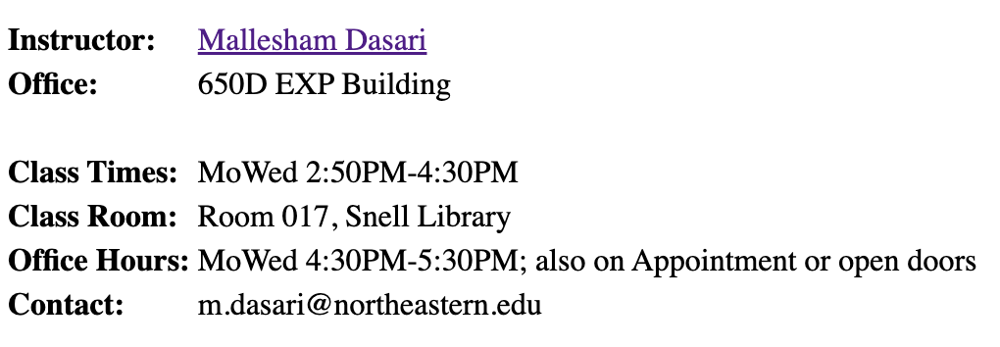 Instructor: Mallesham Dasari
Office: 650D EXP Building
Class Times: MoWed 2:50PM-4:30PM
Class Room: Room 017, Snell Library
Office Hours: MoWed 4:30PM-5:30PM; also on Appointment or open doors
Contact: m.dasari@northeastern.edu